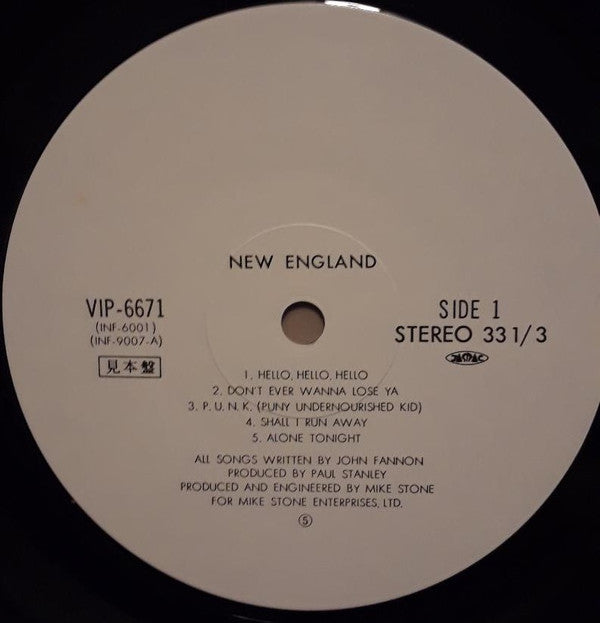 NEW ENGLAND
VIP-6671
(INF-6001)
(INF-9007-A)
見本盤
SIDE 1
STEREO 33 1/3
JASRAC
1. HELLO, HELLO, HELLO
2. DON'T EVER WANNA LOSE YA
3. P. U. N. K. (PUNY UNDERNOURISHED KID)
4. SHALL I RUN AWAY
5. ALONE TONIGHT
ALL SONGS WRITTEN BY JOHN FANNON
PRODUCED BY PAUL STANLEY
PRODUCED AND ENGINEERED BY MIKE STONE
FOR MIKE STONE ENTERPRISES, LTD.
⑤